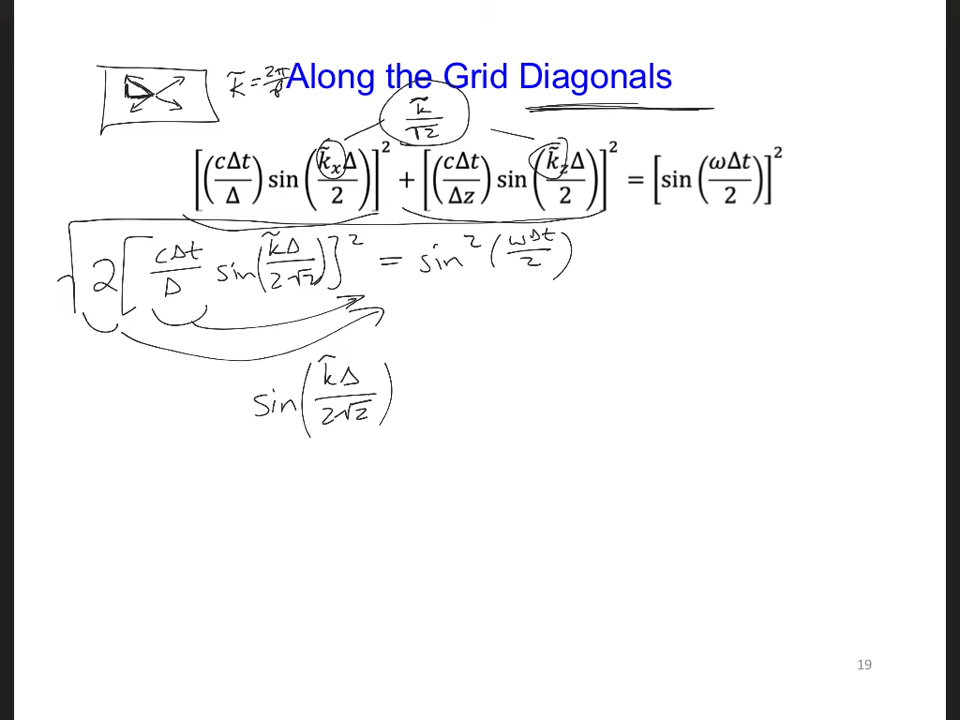 Along the Grid Diagonals
k̃ = 2π/
k̃/√2
[(cΔt/Δ) sin(k̃ₓΔ/2)]² + [(cΔt/Δz) sin(k̃_zΔ/2)]² = [sin(ωΔt/2)]²
2[cΔt/Δ sin(k̃Δ/2√2)]² = sin²(ωΔt/2)
sin(k̃Δ/2√2)
19